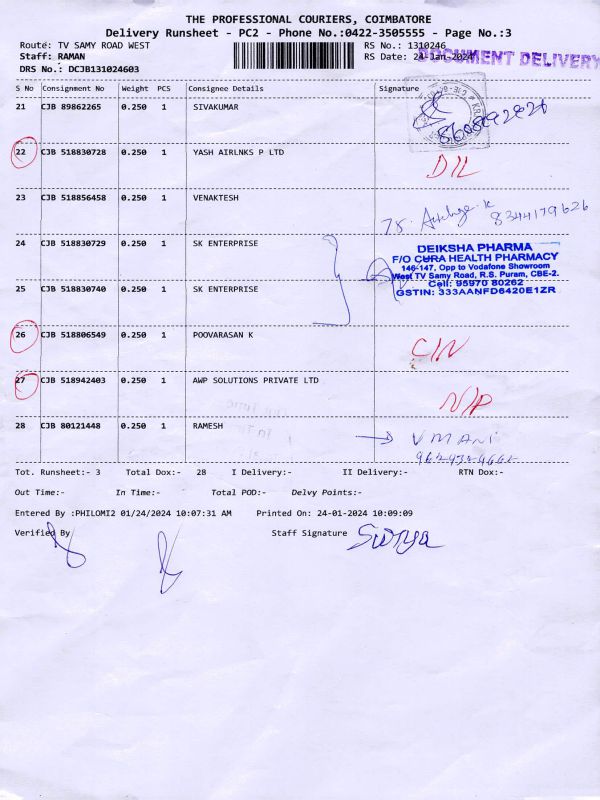 THE PROFESSIONAL COURIERS, COIMBATORE
Delivery Runsheet - PC2 - Phone No.:0422-3505555 - Page No.:3
Route: TV SAMY ROAD WEST RS No.: 1310246
DOCUMENT DELIVERY
Staff: RAMAN RS Date: 24-Jan-2024
DRS No.: DCJB131024603
S No Consignment No Weight PCS Consignee Details Signature
21 CJB 89862265 0.250 1 SIVAKUMAR
22 CJB 518830728 0.250 1 YASH AIRLNKS P LTD
D/L
23 CJB 518856458 0.250 1 VENAKTESH
8344179626
24 CJB 518830729 0.250 1 SK ENTERPRISE
DEIKSHA PHARMA
F/O CURA HEALTH PHARMACY
146-147, Opp to Vodafone Showroom
West TV Samy Road, R.S. Puram, CBE-2.
Cell: 95970 80262
GSTIN: 333AANFD6420E1ZR
25 CJB 518830740 0.250 1 SK ENTERPRISE
26 CJB 518806549 0.250 1 POOVARASAN K
C/N
27 CJB 518942403 0.250 1 AWP SOLUTIONS PRIVATE LTD
N/P
28 CJB 80121448 0.250 1 RAMESH
V MANI
Tot. Runsheet:- 3 Total Dox:- 28 I Delivery:- II Delivery:- RTN Dox:-
Out Time:- In Time:- Total POD:- Delvy Points:-
Entered By :PHILOMI2 01/24/2024 10:07:31 AM Printed On: 24-01-2024 10:09:09
Verified By Staff Signature Surya